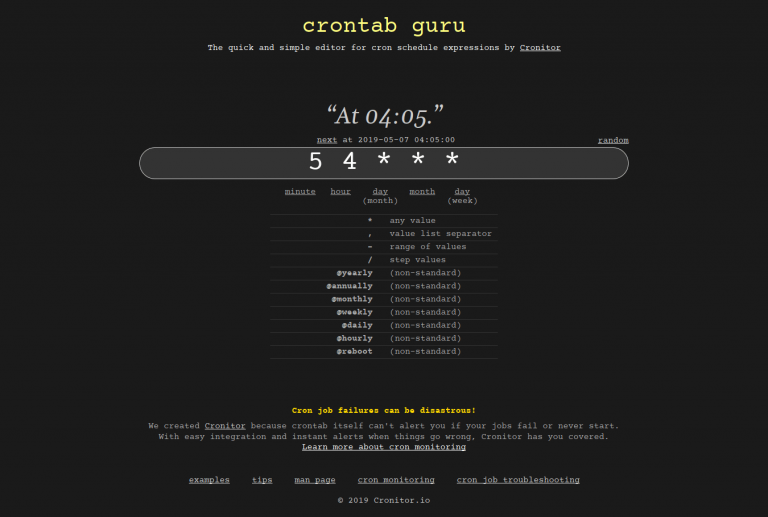 crontab guru
The quick and simple editor for cron schedule expressions by Cronitor
“At 04:05.”
next at 2019-05-07 04:05:00 random
5 4 * * *
minute hour day (month) month day (week)
* any value
, value list separator
- range of values
/ step values
@yearly (non-standard)
@annually (non-standard)
@monthly (non-standard)
@weekly (non-standard)
@daily (non-standard)
@hourly (non-standard)
@reboot (non-standard)
Cron job failures can be disastrous!
We created Cronitor because crontab itself can't alert you if your jobs fail or never start.
With easy integration and instant alerts when things go wrong, Cronitor has you covered.
Learn more about cron monitoring
examples tips man page cron monitoring cron job troubleshooting
© 2019 Cronitor.io